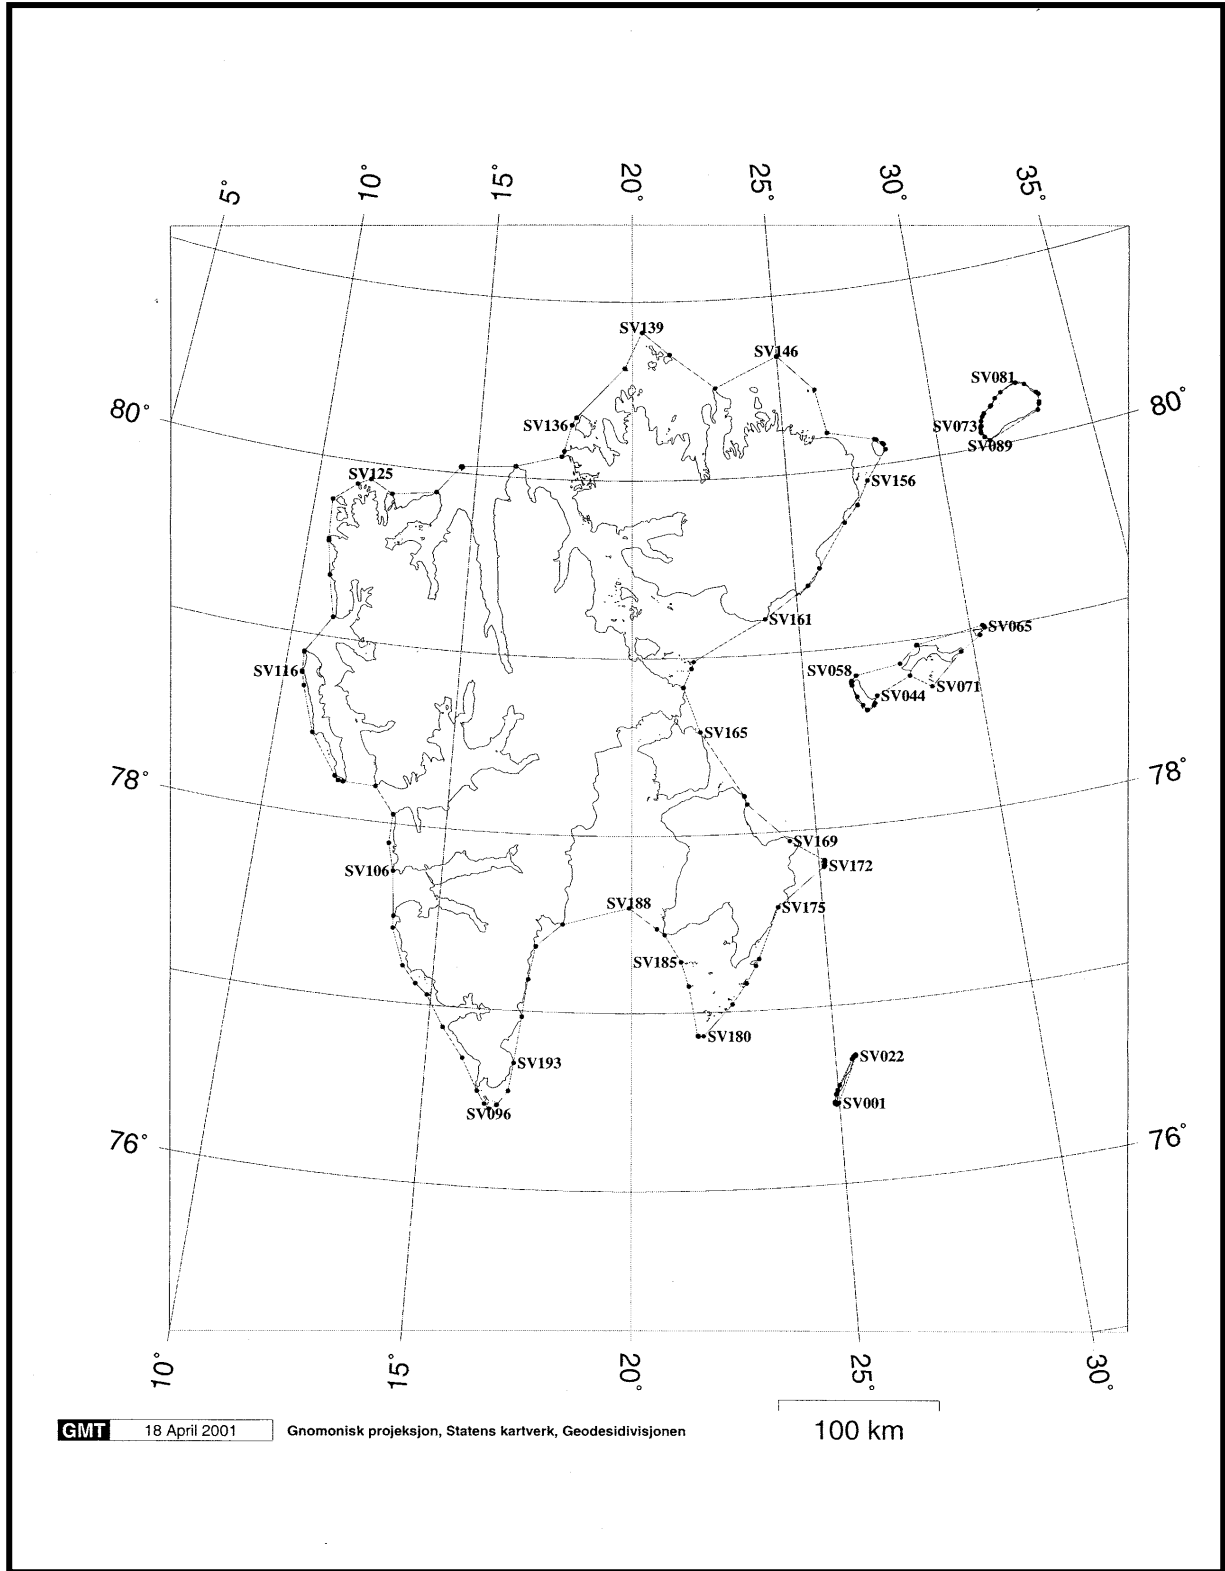 5° 10° 15° 20° 25° 30° 35°
SV139
SV146
SV081
80° 80°
SV136 SV073
SV089
SV125
SV156
SV161 SV065
SV116 SV058
SV044 SV071
SV165
78° 78°
SV169
SV106 SV172
SV188 SV175
SV185
SV180
SV022
SV193
SV096 SV001
76° 76°
10° 15° 20° 25° 30°
GMT 18 April 2001 Gnomonisk projeksjon, Statens kartverk, Geodesidivisjonen
100 km